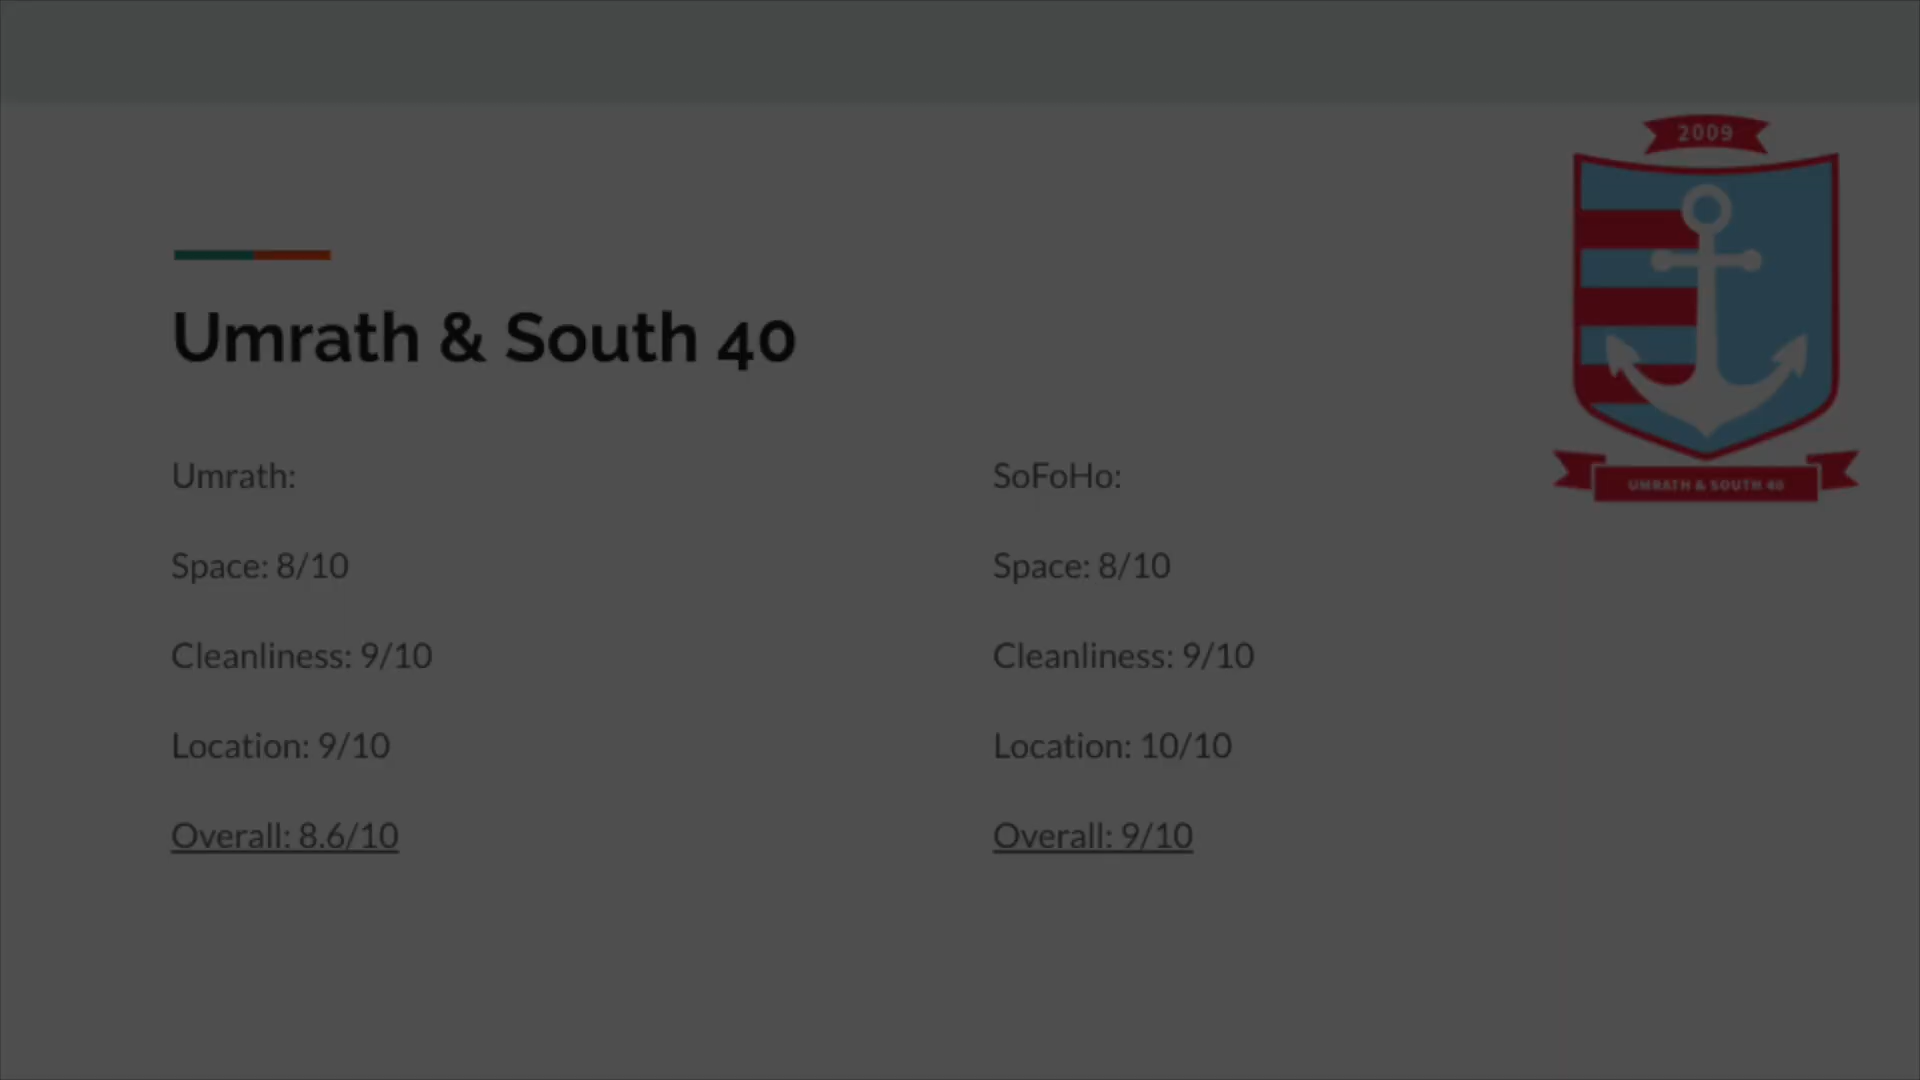 2009
Umrath & South 40
UMRATH & SOUTH 40
Umrath:
Space: 8/10
Cleanliness: 9/10
Location: 9/10
Overall: 8.6/10
SoFoHo:
Space: 8/10
Cleanliness: 9/10
Location: 10/10
Overall: 9/10